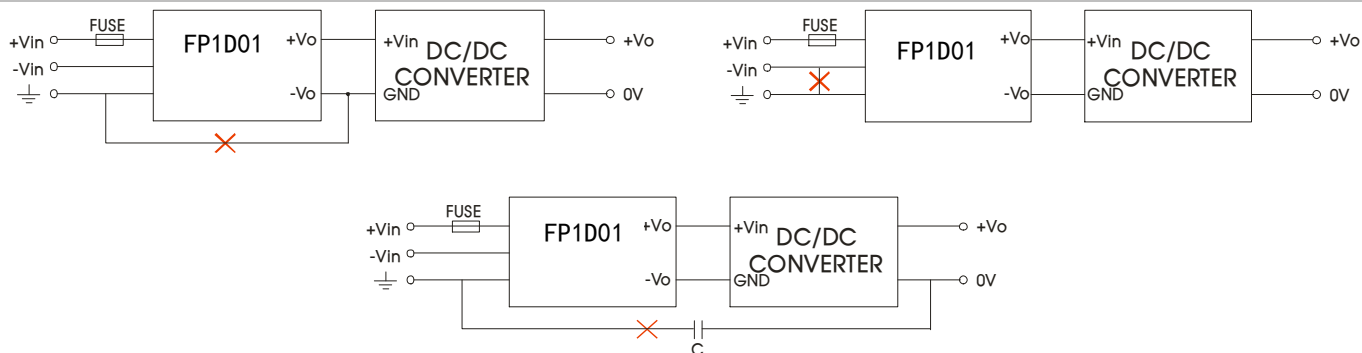 FUSE
+Vin
-Vin
FP1D01
+Vo
-Vo
+Vin
DC/DC
CONVERTER
GND
+Vo
0V
FUSE
+Vin
-Vin
FP1D01
+Vo
-Vo
+Vin
DC/DC
CONVERTER
GND
+Vo
0V
FUSE
+Vin
-Vin
FP1D01
+Vo
-Vo
+Vin
DC/DC
CONVERTER
GND
+Vo
0V
C